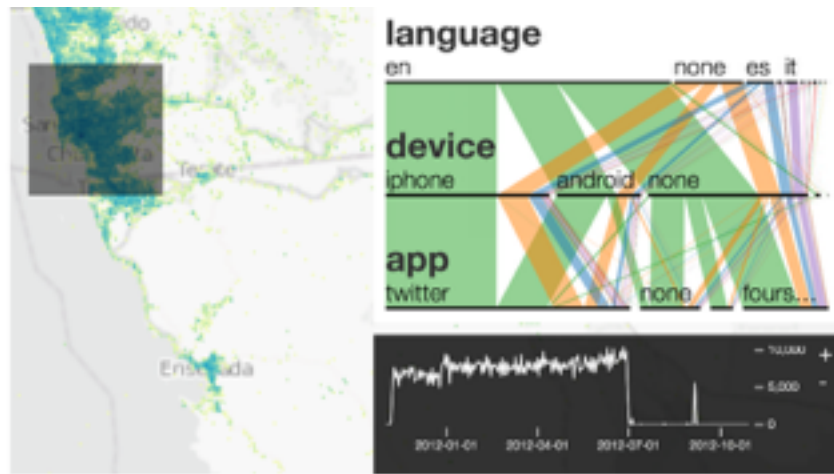 language
en none es it
device
iphone android none
app
twitter none fours...
Ensenada
10,000 +
5,000 -
0
2012-01-01 2012-04-01 2012-07-01 2012-10-01